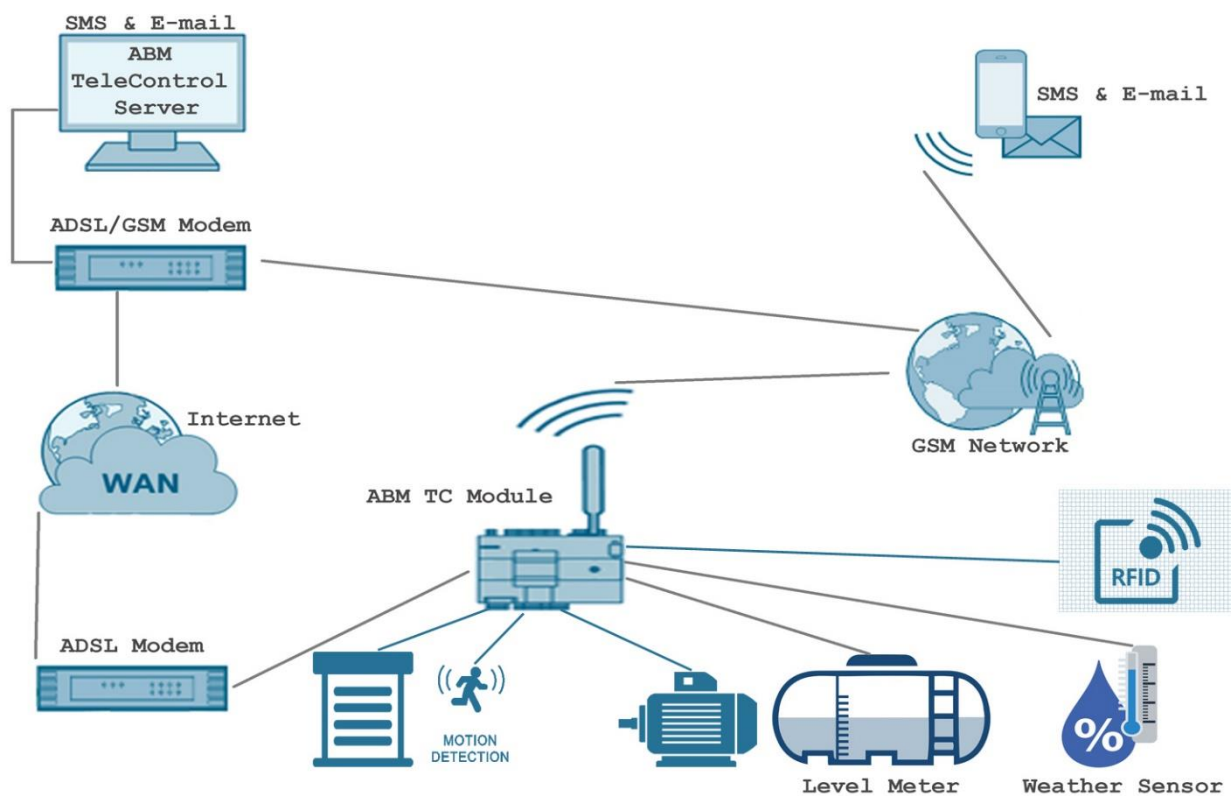 SMS & E-mail
ABM
TeleControl
Server
SMS & E-mail
ADSL/GSM Modem
Internet
WAN
GSM Network
ABM TC Module
RFID
ADSL Modem
MOTION
DETECTION
%
Level Meter
Weather Sensor